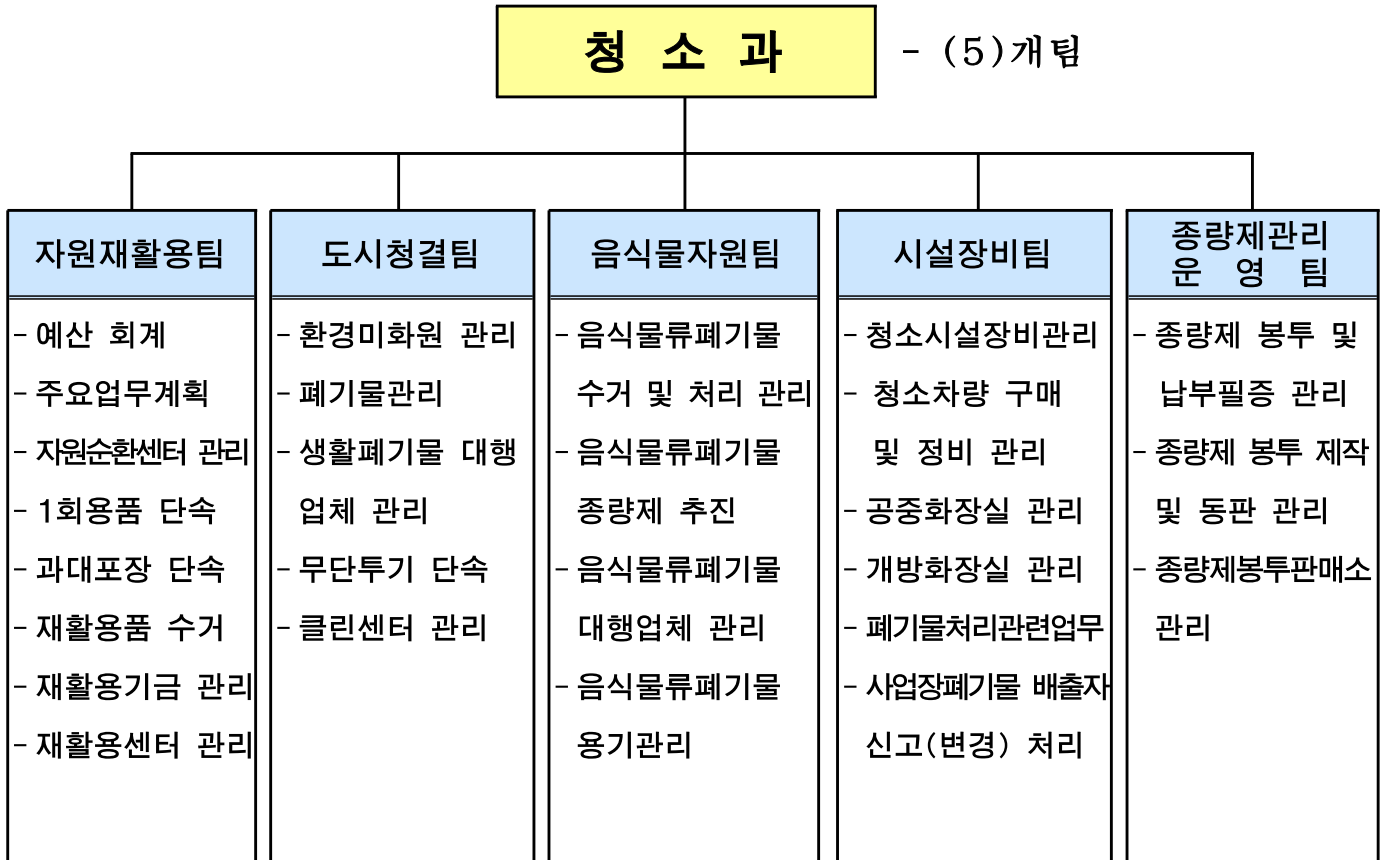 청 소 과
- (5)개팀
자원재활용팀
- 예산 회계
- 주요업무계획
- 자원순환센터 관리
- 1회용품 단속
- 과대포장 단속
- 재활용품 수거
- 재활용기금 관리
- 재활용센터 관리
도시청결팀
- 환경미화원 관리
- 폐기물관리
- 생활폐기물 대행
업체 관리
- 무단투기 단속
- 클린센터 관리
음식물자원팀
- 음식물류폐기물
수거 및 처리 관리
- 음식물류폐기물
종량제 추진
- 음식물류폐기물
대행업체 관리
- 음식물류폐기물
용기관리
시설장비팀
- 청소시설장비관리
- 청소차량 구매
및 정비 관리
- 공중화장실 관리
- 개방화장실 관리
- 폐기물처리관련업무
- 사업장폐기물 배출자
신고(변경) 처리
종량제관리
운 영 팀
- 종량제 봉투 및
납부필증 관리
- 종량제 봉투 제작
및 동판 관리
- 종량제봉투판매소
관리